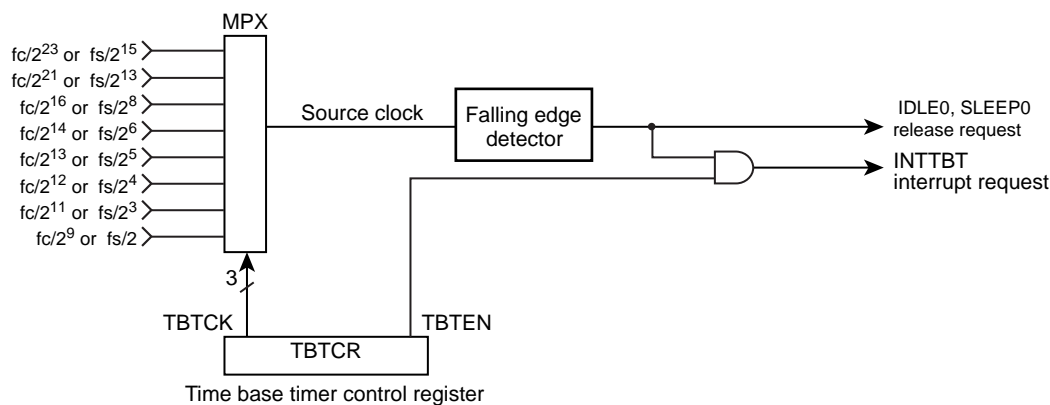 MPX
fc/2²³ or fs/2¹⁵
fc/2²¹ or fs/2¹³
fc/2¹⁶ or fs/2⁸
fc/2¹⁴ or fs/2⁶
fc/2¹³ or fs/2⁵
fc/2¹² or fs/2⁴
fc/2¹¹ or fs/2³
fc/2⁹ or fs/2
Source clock
Falling edge
detector
IDLE0, SLEEP0
release request
INTTBT
interrupt request
3
TBTCK
TBTEN
TBTCR
Time base timer control register